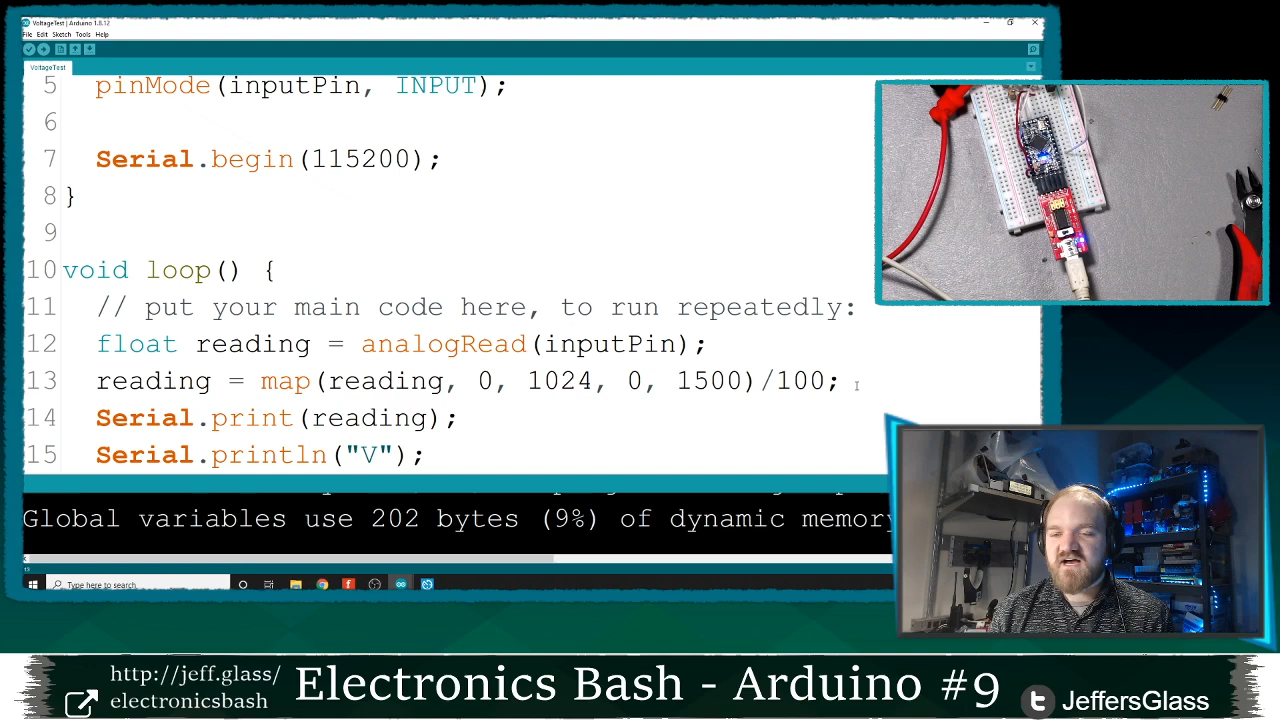 VoltageTest | Arduino 1.8.12
File Edit Sketch Tools Help
VoltageTest
5 pinMode(inputPin, INPUT);
6
7 Serial.begin(115200);
8 }
9
10 void loop() {
11 // put your main code here, to run repeatedly:
12 float reading = analogRead(inputPin);
13 reading = map(reading, 0, 1024, 0, 1500)/100;
14 Serial.print(reading);
15 Serial.println("V");
Global variables use 202 bytes (9%) of dynamic memory
13
Type here to search
http://jeff.glass/
electronicsbash
Electronics Bash - Arduino #9
JeffersGlass